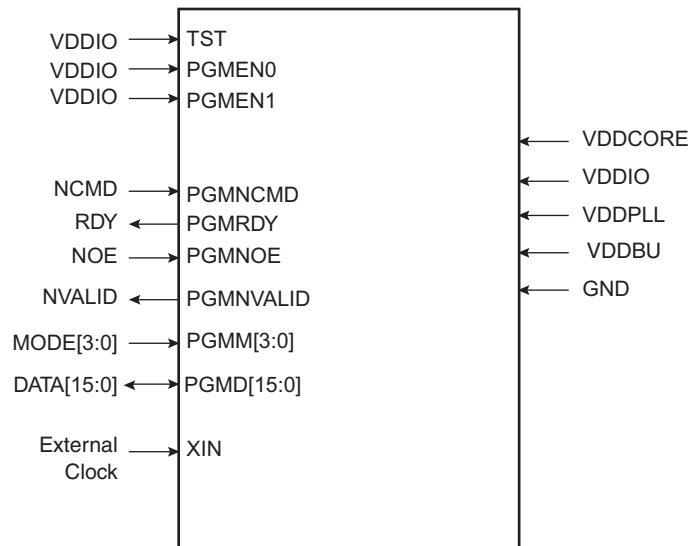 VDDIO TST
VDDIO PGMEN0
VDDIO PGMEN1
VDDCORE
VDDIO
NCMD PGMNCMD
VDDPLL
RDY PGMRDY
VDDBU
NOE PGMNOE
GND
NVALID PGMNVALID
MODE[3:0] PGMM[3:0]
DATA[15:0] PGMD[15:0]
External XIN
Clock